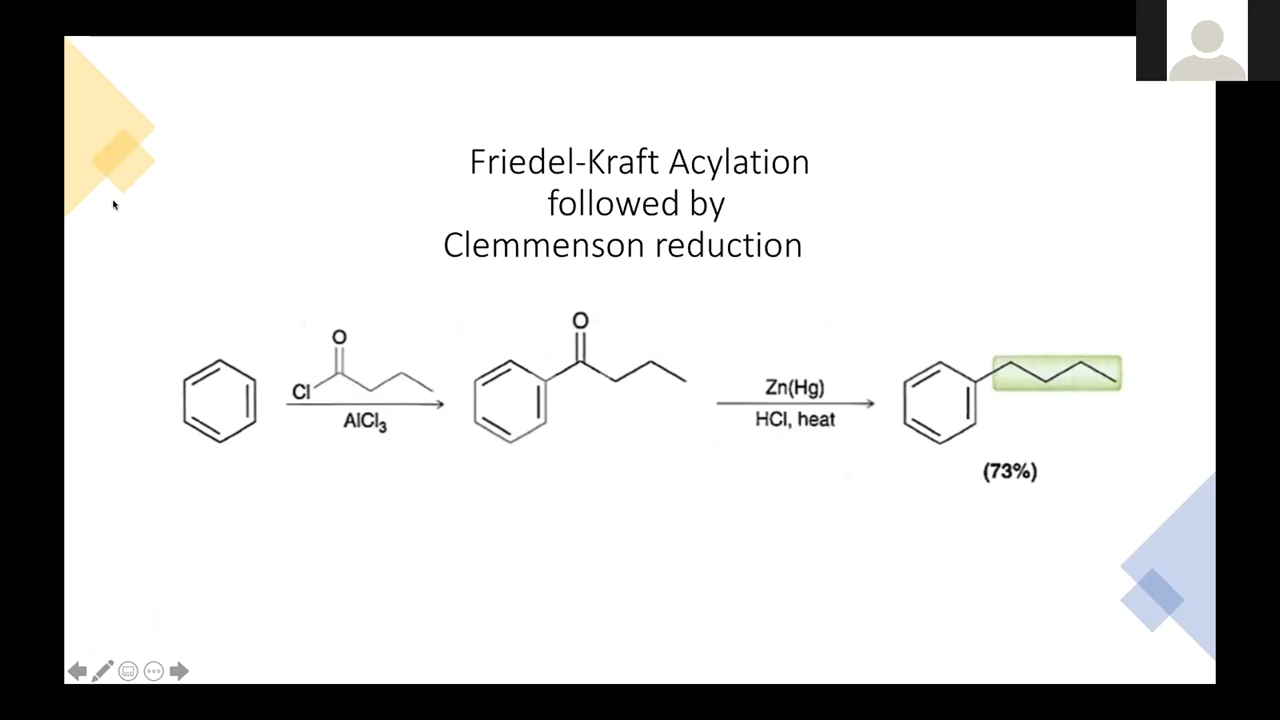 Friedel-Kraft Acylation
followed by
Clemmenson reduction
O
Cl
AlCl₃
O
Zn(Hg)
HCl, heat
(73%)